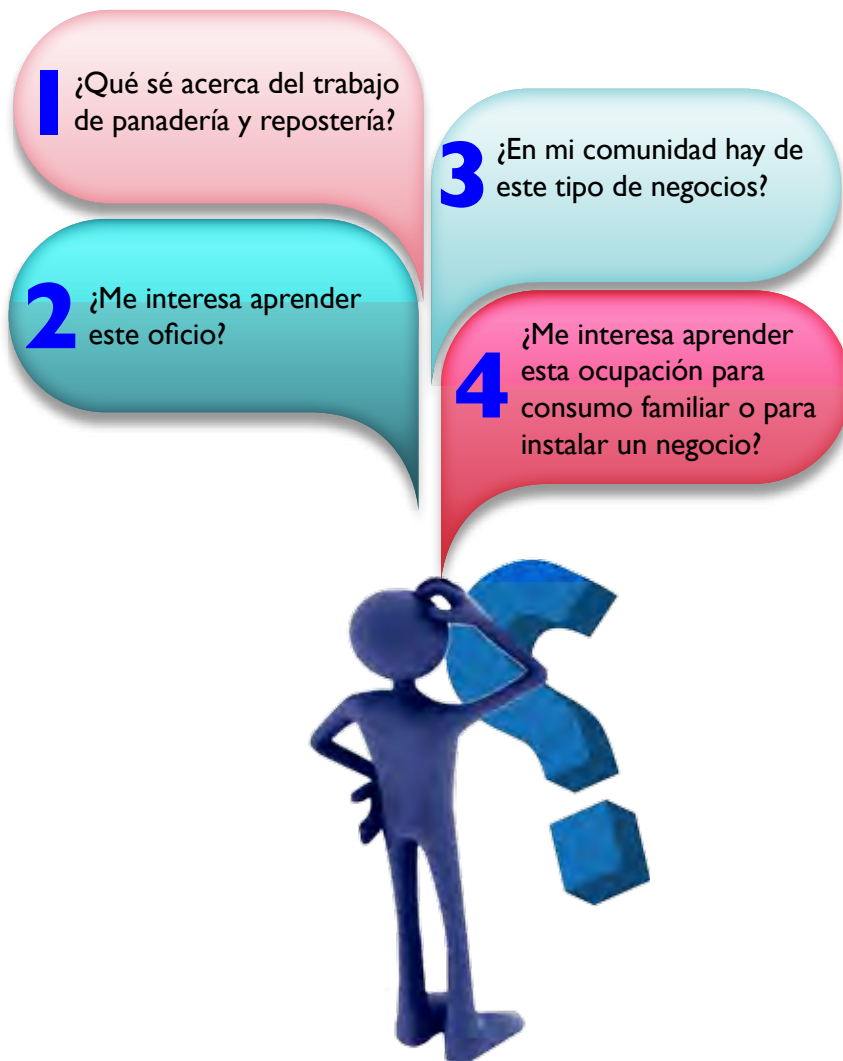 1
¿Qué sé acerca del trabajo
de panadería y repostería?
2
¿Me interesa aprender
este oficio?
3
¿En mi comunidad hay de
este tipo de negocios?
4
¿Me interesa aprender
esta ocupación para
consumo familiar o para
instalar un negocio?